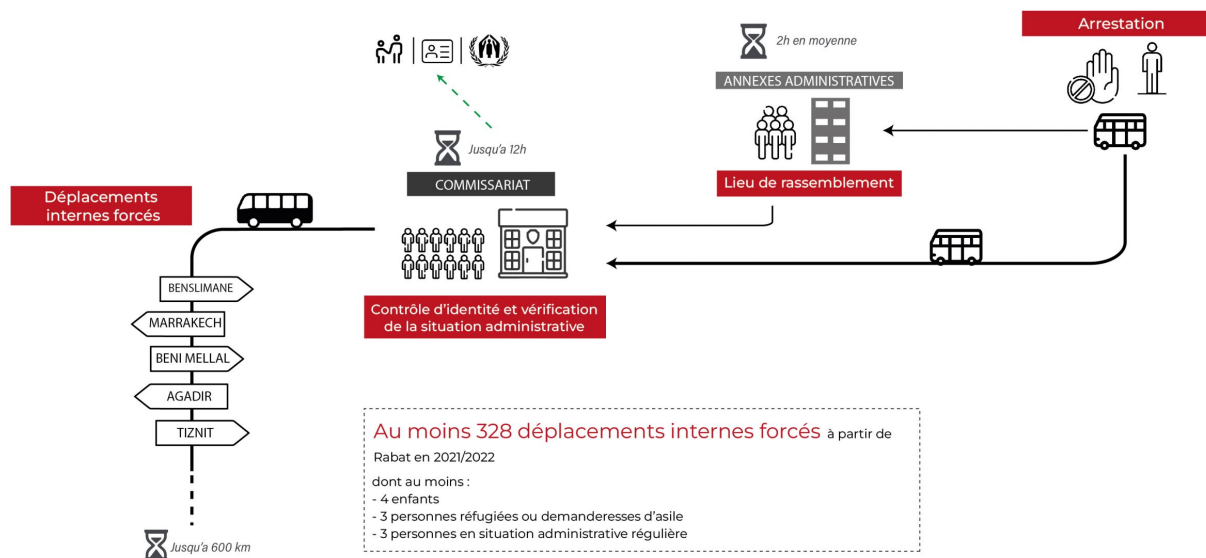 Arrestation
2h en moyenne
ANNEXES ADMINISTRATIVES
Lieu de rassemblement
Jusqu'a 12h
COMMISSARIAT
Contrôle d'identité et vérification
de la situation administrative
Déplacements
internes forcés
BENSLIMANE
MARRAKECH
BENI MELLAL
AGADIR
TIZNIT
Jusqu'a 600 km
Au moins 328 déplacements internes forcés à partir de
Rabat en 2021/2022
dont au moins :
- 4 enfants
- 3 personnes réfugiées ou demanderesses d'asile
- 3 personnes en situation administrative régulière